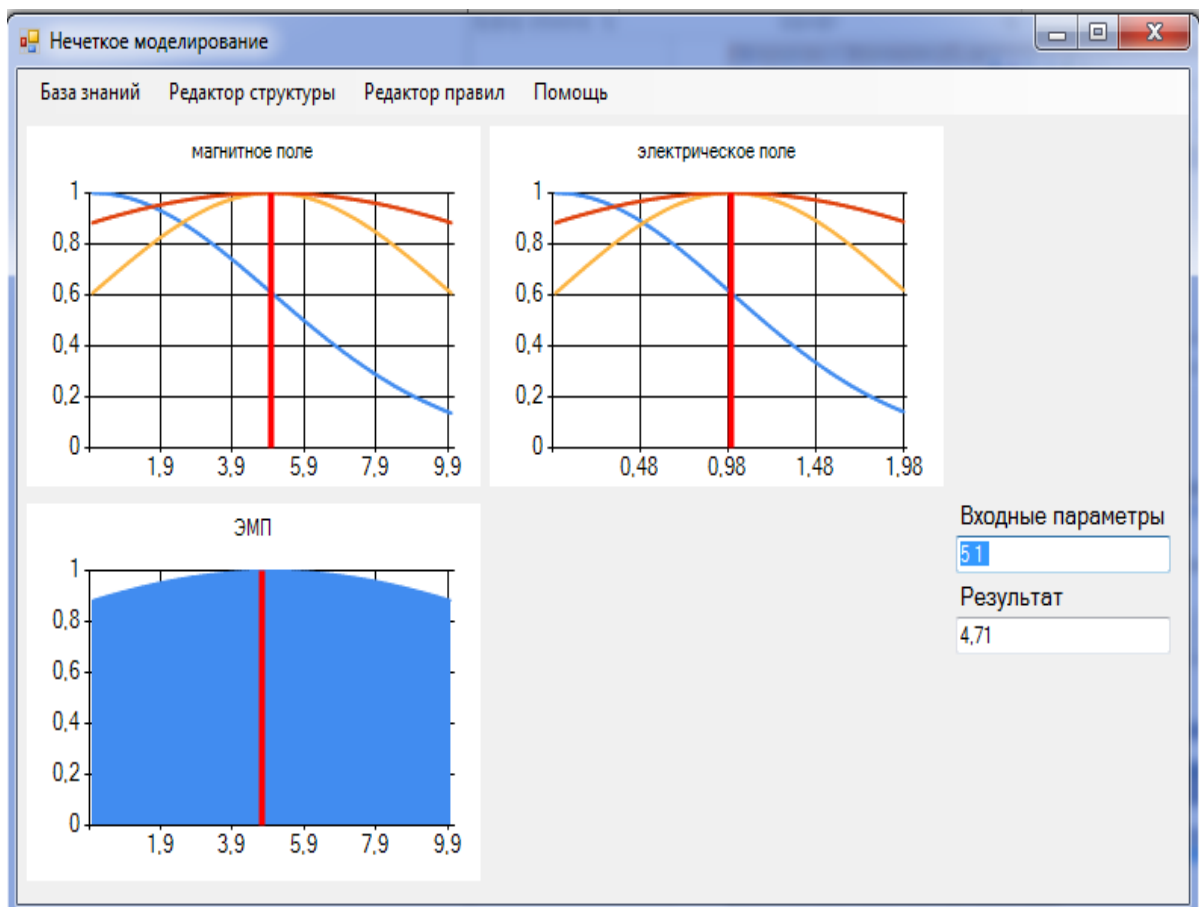 Нечеткое моделирование
База знаний Редактор структуры Редактор правил Помощь
магнитное поле
1
0,8
0,6
0,4
0,2
0
1,9 3,9 5,9 7,9 9,9
электрическое поле
1
0,8
0,6
0,4
0,2
0
0,48 0,98 1,48 1,98
ЭМП
1
0,8
0,6
0,4
0,2
0
1,9 3,9 5,9 7,9 9,9
Входные параметры
5 1
Результат
4,71